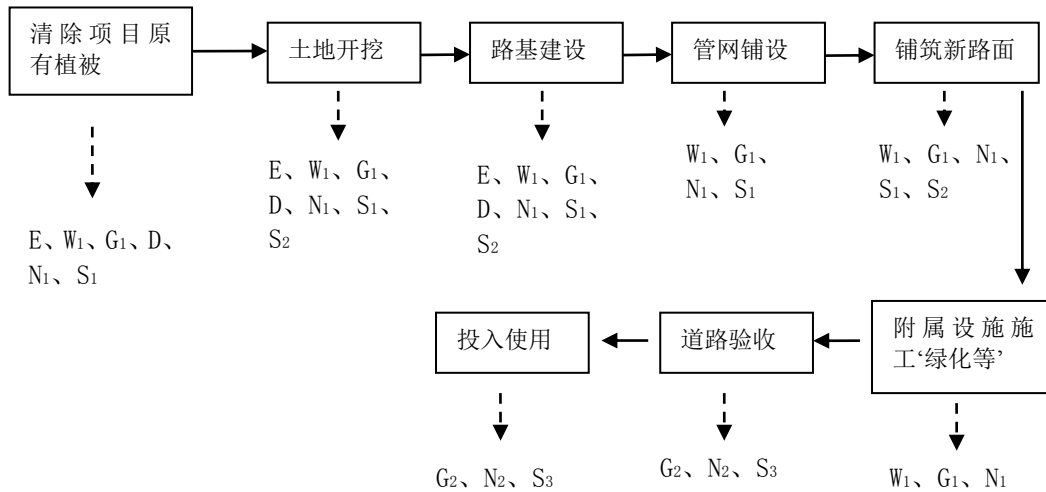 清除项目原
有植被
土地开挖
路基建设
管网铺设
铺筑新路面
E、W₁、G₁、D、
N₁、S₁
E、W₁、G₁、
D、N₁、S₁、
S₂
E、W₁、G₁、
D、N₁、S₁、
S₂
W₁、G₁、
N₁、S₁
W₁、G₁、N₁、
S₁、S₂
附属设施施
工‘绿化等’
道路验收
投入使用
W₁、G₁、N₁
G₂、N₂、S₃
G₂、N₂、S₃